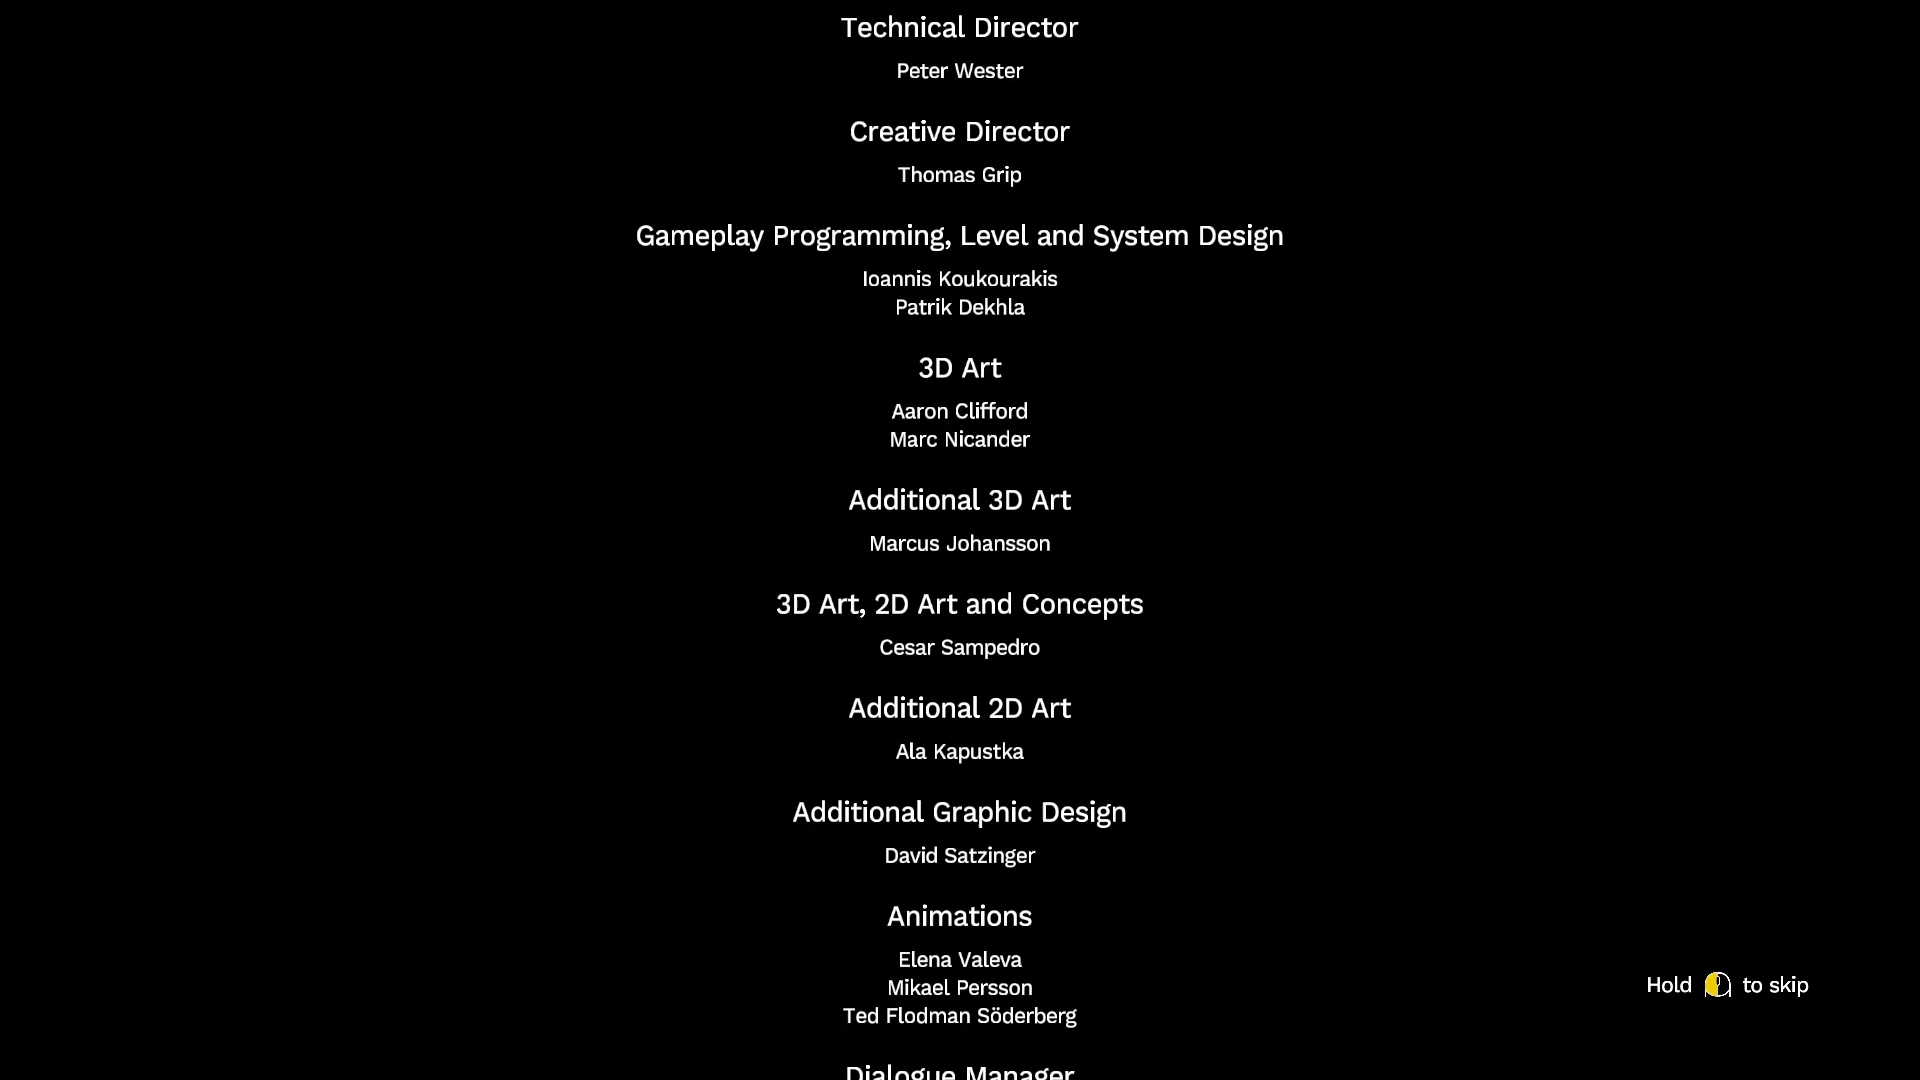 Technical Director
Peter Wester
Creative Director
Thomas Grip
Gameplay Programming, Level and System Design
Ioannis Koukourakis
Patrik Dekhla
3D Art
Aaron Clifford
Marc Nicander
Additional 3D Art
Marcus Johansson
3D Art, 2D Art and Concepts
Cesar Sampedro
Additional 2D Art
Ala Kapustka
Additional Graphic Design
David Satzinger
Animations
Elena Valeva
Mikael Persson
Hold to skip
Ted Flodman Söderberg
Dialogue Manager